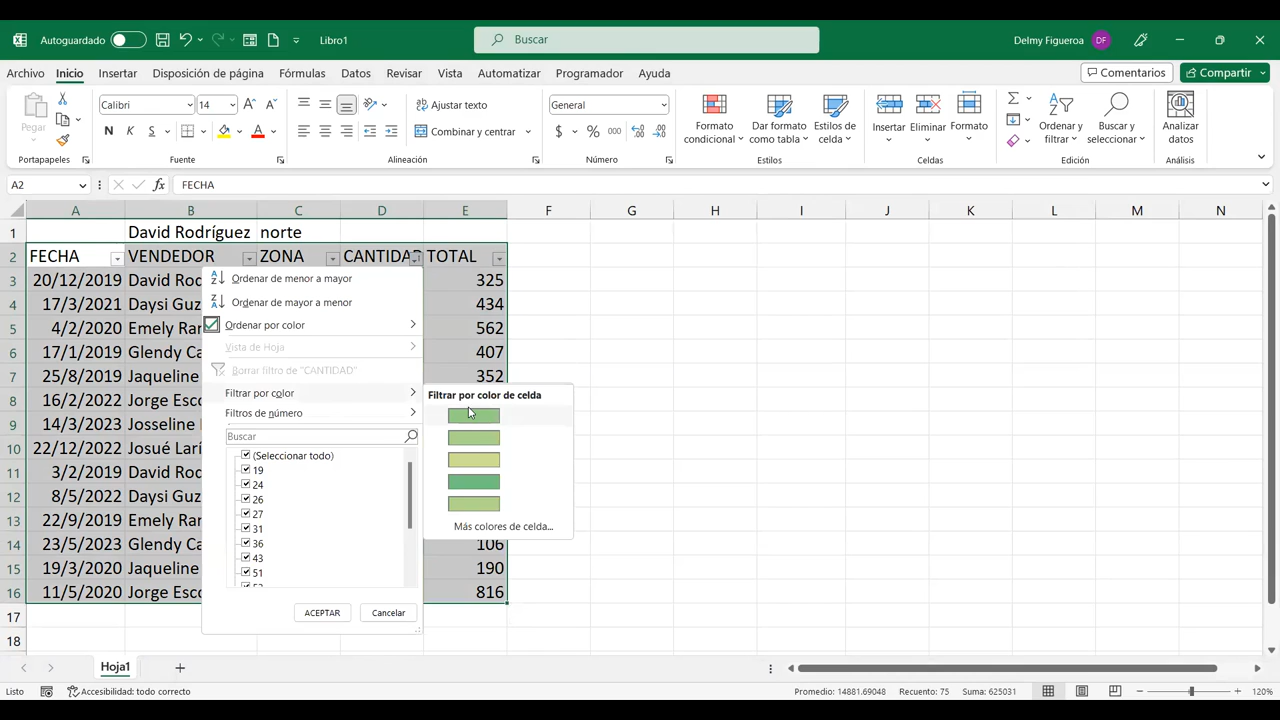 Autoguardado Libro1 Buscar Delmy Figueroa DF
Archivo Inicio Insertar Disposición de página Fórmulas Datos Revisar Vista Automatizar Programador Ayuda Comentarios Compartir
Pegar Calibri 14 Ajustar texto General Formato condicional Dar formato como tabla Estilos de celda Insertar Eliminar Formato Ordenar y filtrar Buscar y seleccionar Analizar datos
N K S Combinar y centrar $ % 000
Portapapeles Fuente Alineación Número Estilos Celdas Edición Análisis
A2 fx FECHA
A B C D E F G H I J K L M N
1 David Rodríguez norte
2 FECHA VENDEDOR ZONA CANTIDAD TOTAL
3 20/12/2019 David Roc 325
4 17/3/2021 Daysi Guz 434
5 4/2/2020 Emely Rar 562
6 17/1/2019 Glendy Ca 407
7 25/8/2019 Jaqueline 352
8 16/2/2022 Jorge Esco
9 14/3/2023 Josseline
10 22/12/2022 Josué Larí
11 3/2/2019 David Roc
12 8/5/2022 Daysi Guz
13 22/9/2019 Emely Rar
14 23/5/2023 Glendy Ca 106
15 19/3/2020 Jaqueline 190
16 11/5/2020 Jorge Esco 816
17
18
Ordenar de menor a mayor
Ordenar de mayor a menor
Ordenar por color
Vista de Hoja
Borrar filtro de "CANTIDAD"
Filtrar por color
Filtros de número
Buscar
(Seleccionar todo)
19
24
26
27
31
36
43
51
ACEPTAR Cancelar
Filtrar por color de celda
Más colores de celda...
Hoja1
Listo Accesibilidad: todo correcto Promedio: 14881.69048 Recuento: 75 Suma: 625031 120%